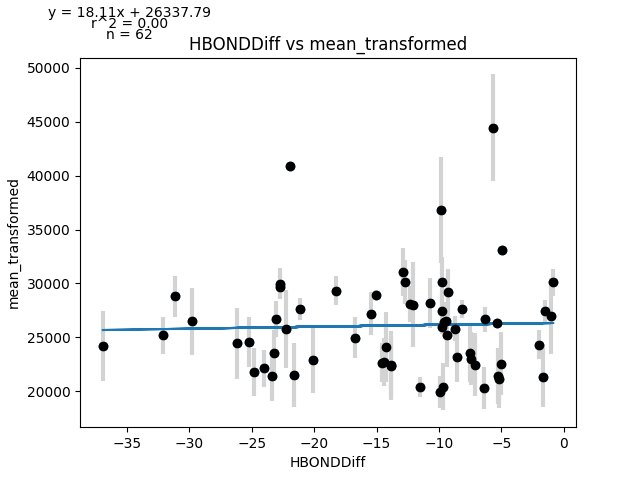 y = 18.11x + 26337.79
r^2 = 0.00
n = 62
HBONDDiff vs mean_transformed
50000
45000
40000
35000
30000
25000
20000
mean_transformed
−35 −30 −25 −20 −15 −10 −5 0
HBONDDiff